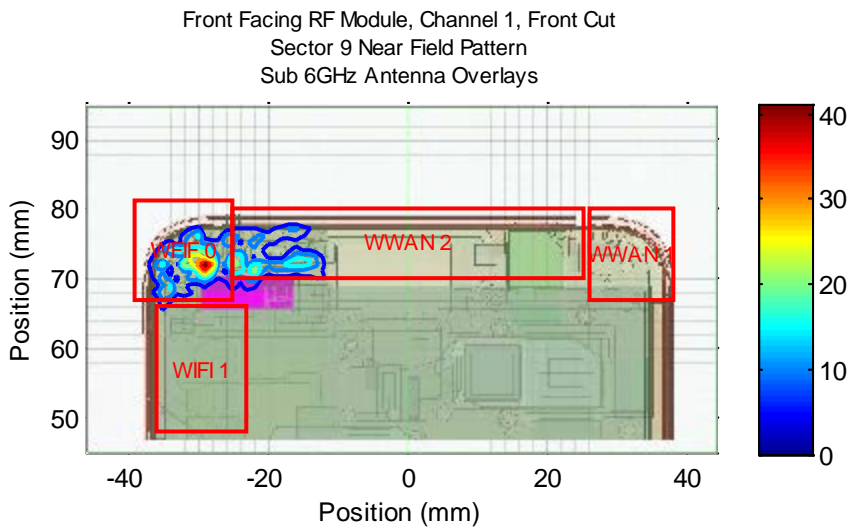 Front Facing RF Module, Channel 1, Front Cut
Sector 9 Near Field Pattern
Sub 6GHz Antenna Overlays
90
80
70
60
50
Position (mm)
WIFI 0
WWAN 2
WWAN 1
WIFI 1
-40 -20 0 20 40
Position (mm)
40
30
20
10
0